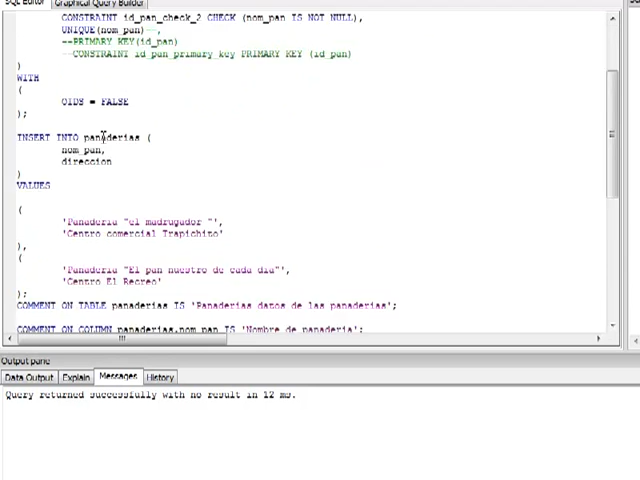 SQL Editor Graphical Query Builder
CONSTRAINT id_pan_check_2 CHECK (nom_pan IS NOT NULL),
UNIQUE(nom_pan)--,
--PRIMARY KEY(id_pan)
--CONSTRAINT id_pan_primary_key PRIMARY KEY (id_pan)
)
WITH
(
OIDS = FALSE
);
INSERT INTO panaderias (
nom_pan,
direccion
)
VALUES
(
'Panaderia "el madrugador "',
'Centro comercial Trapichito'
),
(
'Panaderia "El pan nuestro de cada dia"',
'Centro El Recreo'
);
COMMENT ON TABLE panaderias IS 'Panaderias datos de las panaderias';
COMMENT ON COLUMN panaderias.nom_pan IS 'Nombre de panaderia';
Output pane
Data Output Explain Messages History
Query returned successfully with no result in 12 ms.